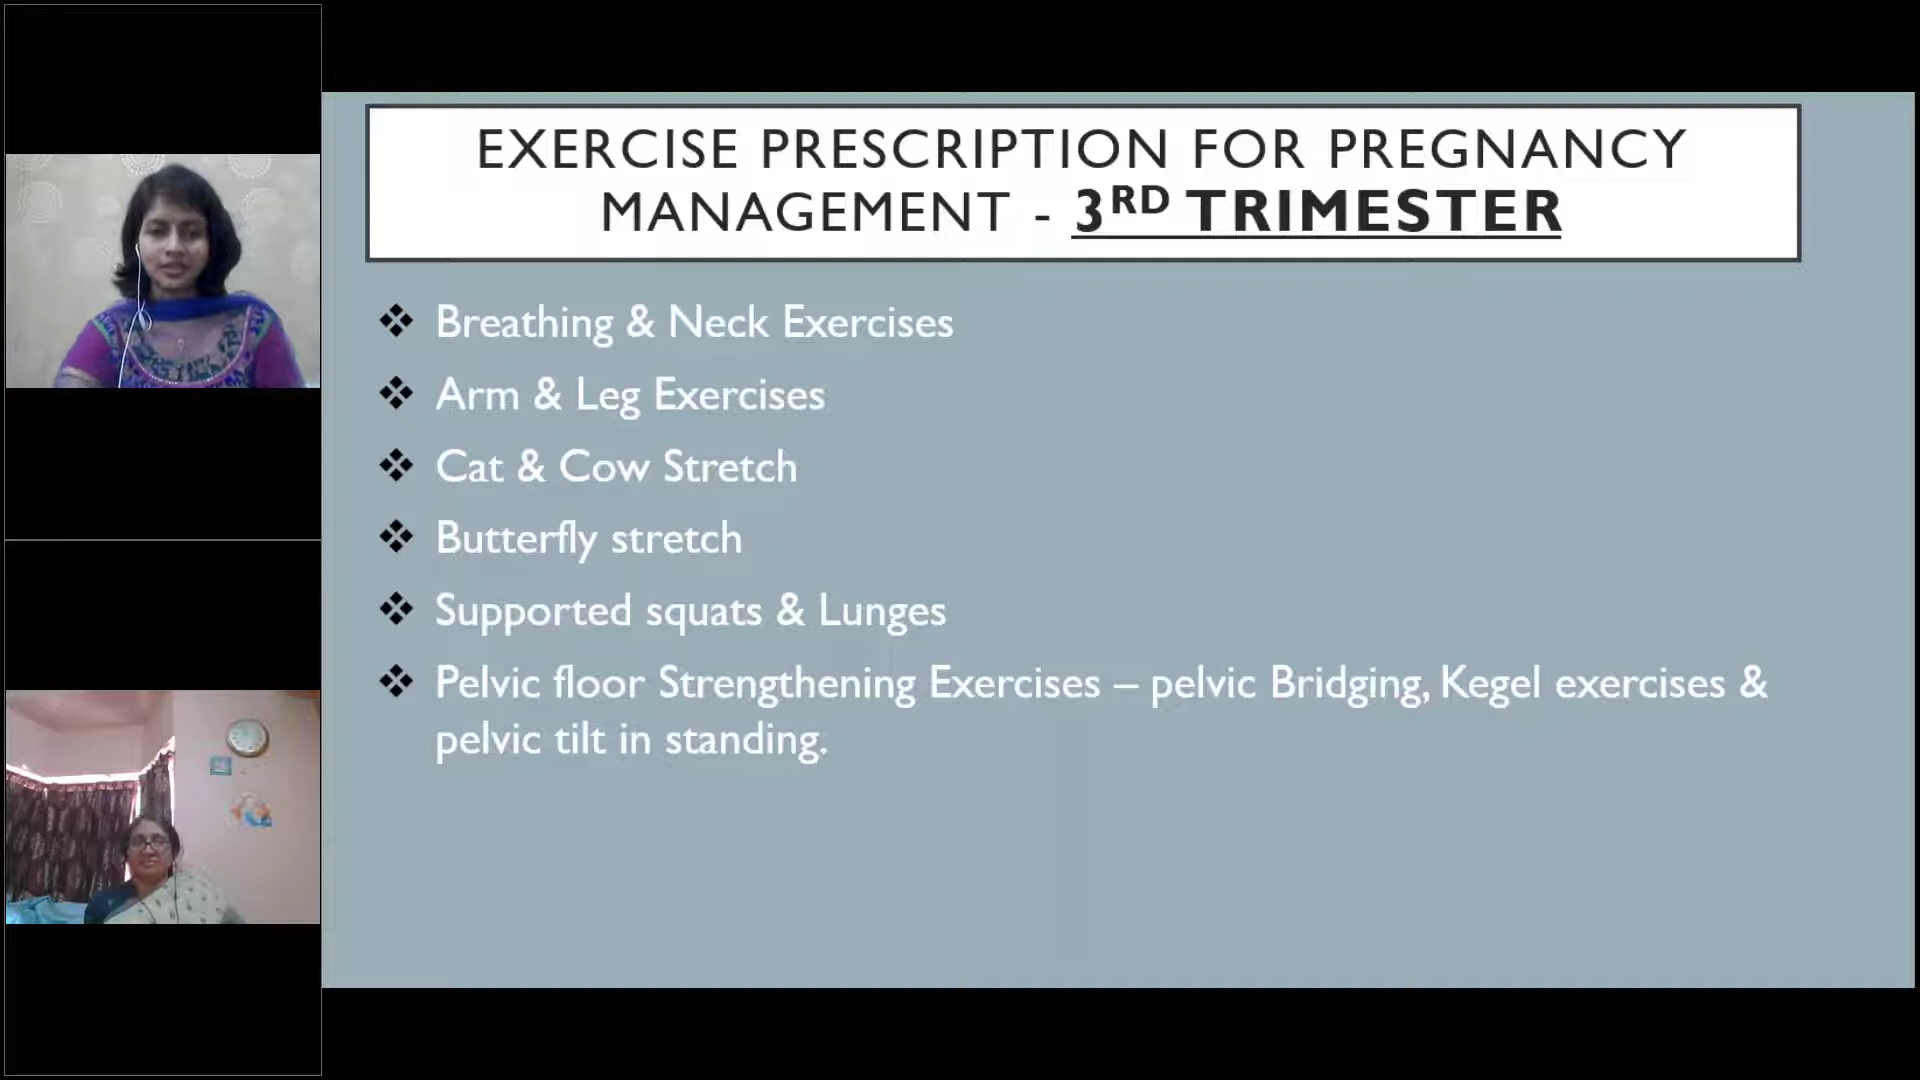 EXERCISE PRESCRIPTION FOR PREGNANCY
MANAGEMENT - 3RD TRIMESTER
Breathing & Neck Exercises
Arm & Leg Exercises
Cat & Cow Stretch
Butterfly stretch
Supported squats & Lunges
Pelvic floor Strengthening Exercises – pelvic Bridging, Kegel exercises &
pelvic tilt in standing.